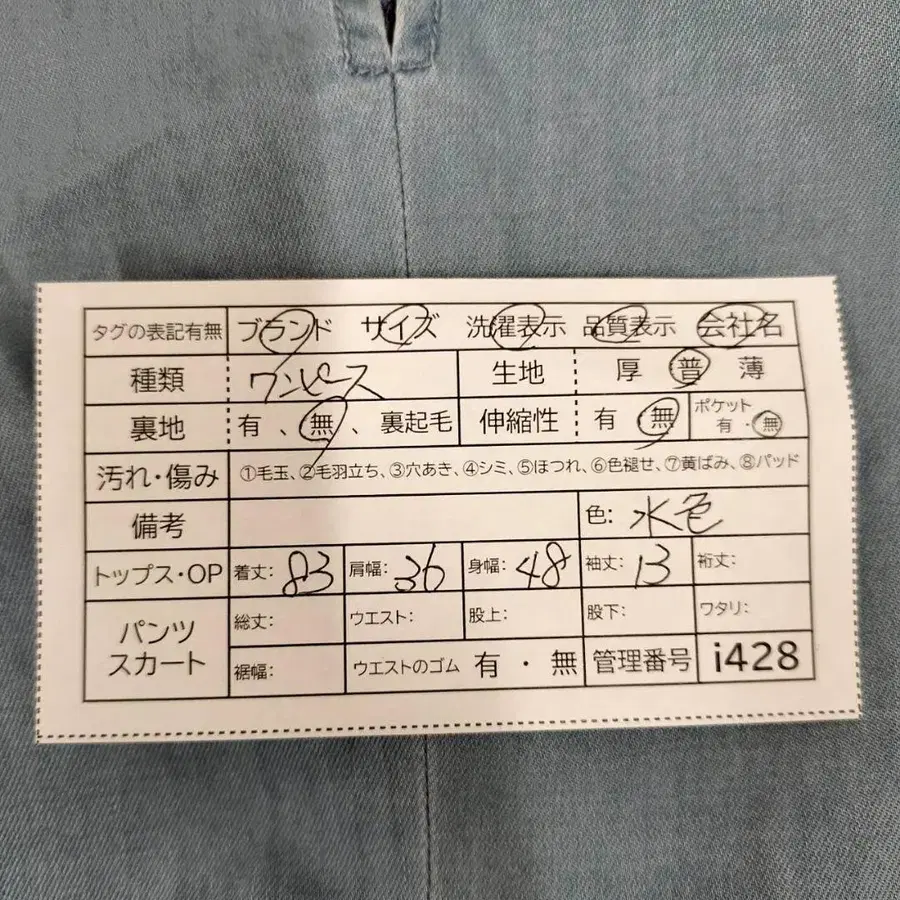 タグの表記有無 ブランド サイズ 洗濯表示 品質表示 会社名
種類 ワンピース 生地 厚 普 薄
裏地 有 、 無 、 裏起毛 伸縮性 有 無 ポケット 有・無
汚れ・傷み ①毛玉、②毛羽立ち、③穴あき、④シミ、⑤ほつれ、⑥色褪せ、⑦黄ばみ、⑧パッド
備考 色: 水色
トップス・OP 着丈: 83 肩幅: 36 身幅: 48 袖丈: 13 裄丈:
パンツ スカート 総丈: ウエスト: 股上: 股下: ワタリ:
裾幅: ウエストのゴム 有 ・ 無 管理番号 i428